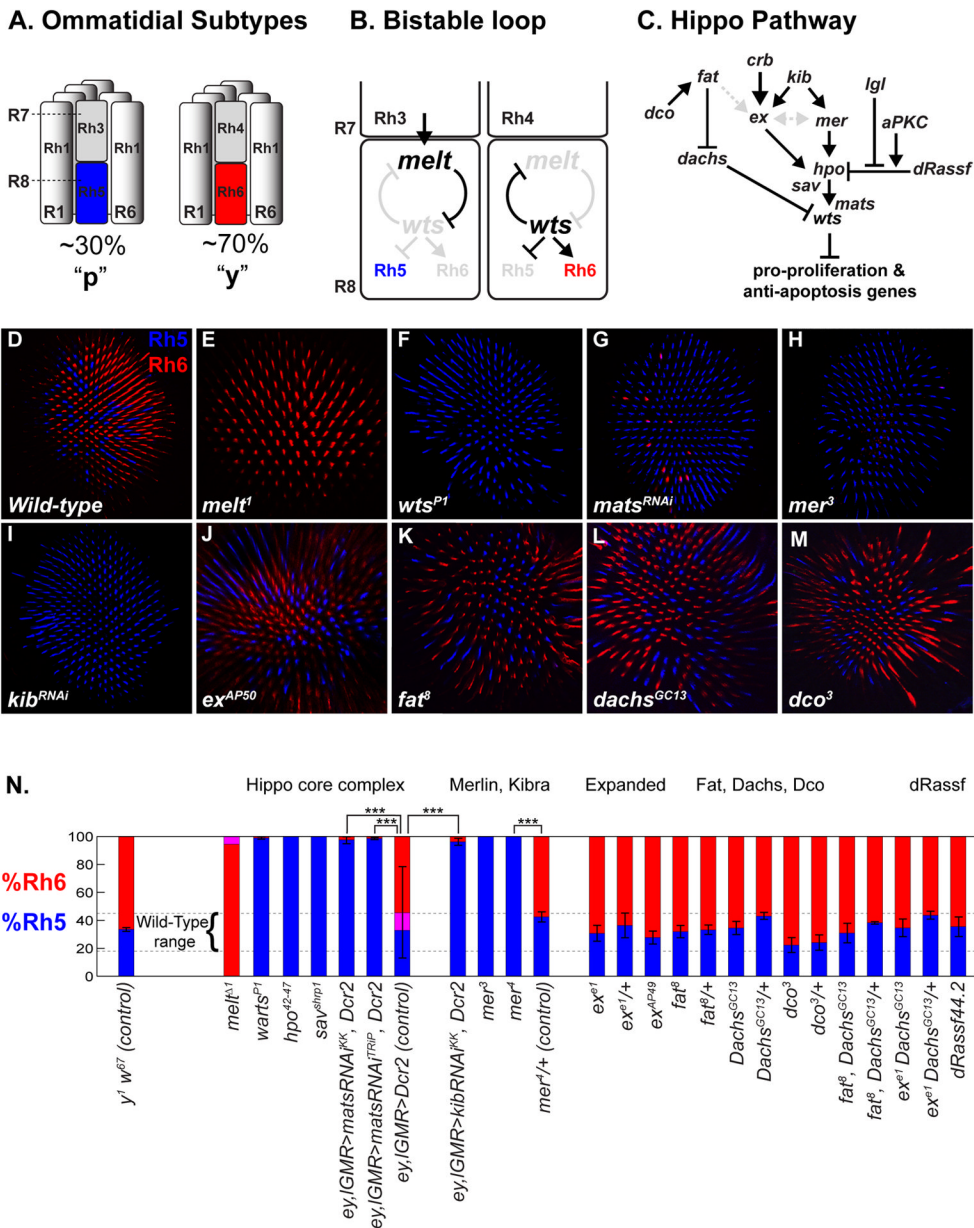 A. Ommatidial Subtypes
B. Bistable loop
C. Hippo Pathway
R7
R8
Rh1
Rh3
Rh1
Rh5
R1
R6
~30%
"p"
Rh1
Rh4
Rh1
Rh6
R1
R6
~70%
"y"
R7
Rh3
Rh4
melt
melt
wts
wts
Rh5
Rh6
Rh5
Rh6
R8
crb
fat
kib
lgl
dco
ex
mer
aPKC
dachs
hpo
dRassf
sav
mats
wts
pro-proliferation &
anti-apoptosis genes
D
Rh5
Rh6
Wild-type
E
melt¹
F
wtsᴾ¹
G
matsᴿᴺᴬⁱ
H
mer³
I
kibᴿᴺᴬⁱ
J
exᴬᴾ⁵⁰
K
fat⁸
L
dachsᴳᶜ¹³
M
dco³
N.
Hippo core complex
Merlin, Kibra
Expanded
Fat, Dachs, Dco
dRassf
***
***
***
***
%Rh6
%Rh5
Wild-Type
range
100
80
60
40
20
0
y¹ w⁶⁷ (control)
meltᐞ¹
wartsᴾ¹
hpo⁴²⁻⁴⁷
savˢʰʳᵖ¹
ey,lGMR>matsRNAiᴷᴷ, Dcr2
ey,lGMR>matsRNAiᵀᴿⁱᴾ, Dcr2
ey,lGMR>Dcr2 (control)
ey,lGMR>kibRNAiᴷᴷ, Dcr2
mer³
mer⁴
mer⁴/+ (control)
exᵉ¹
exᵉ¹/+
exᴬᴾ⁴⁹
fat⁸
fat⁸/+
Dachsᴳᶜ¹³
Dachsᴳᶜ¹³/+
dco³
dco³/+
fat⁸, Dachsᴳᶜ¹³
fat⁸, Dachsᴳᶜ¹³/+
exᵉ¹ Dachsᴳᶜ¹³
exᵉ¹ Dachsᴳᶜ¹³/+
dRassf44.2